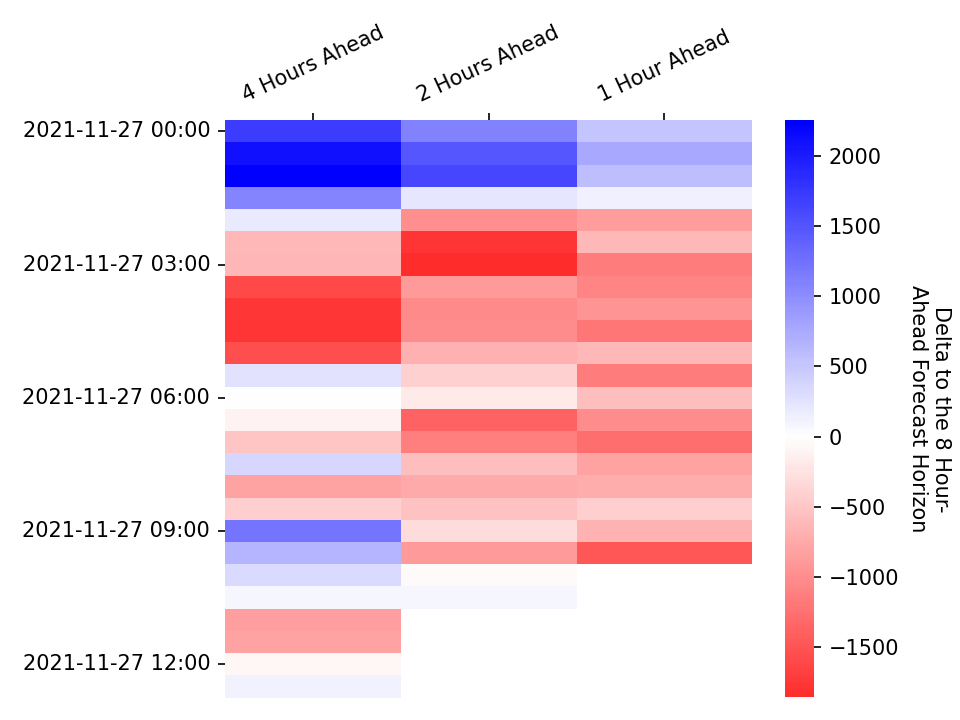 4 Hours Ahead
2 Hours Ahead
1 Hour Ahead
2021-11-27 00:00
2021-11-27 03:00
2021-11-27 06:00
2021-11-27 09:00
2021-11-27 12:00
2000
1500
1000
500
0
−500
−1000
−1500
Delta to the 8 Hour-
Ahead Forecast Horizon